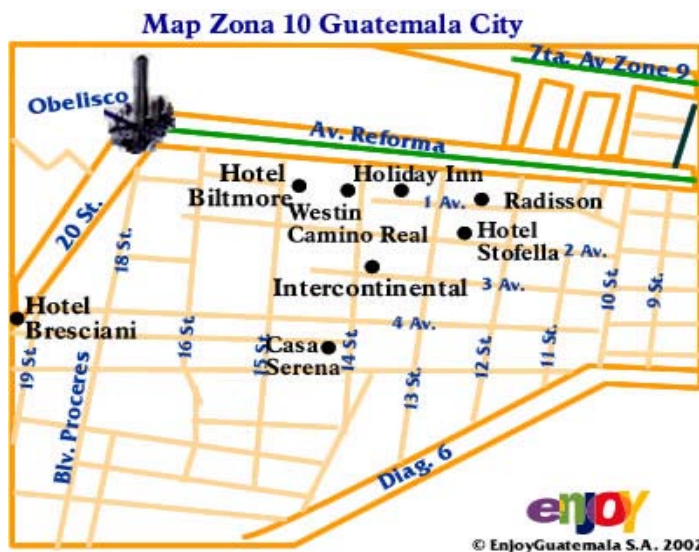 Map Zona 10 Guatemala City
7ta. Av Zone 9
Obelisco
Av. Reforma
Hotel
Biltmore
Holiday Inn
Westin
Camino Real
1 Av.
Radisson
Hotel
Stofella
2 Av.
20 St.
18 St.
Intercontinental
3 Av.
10 St.
9 St.
Hotel
Bresciani
4 Av.
Casa
Serena
19 St.
Blv. Proceres
16 St.
15 St.
14 St.
13 St.
12 St.
11 St.
Diag. 6
enjoy
© EnjoyGuatemala S.A.